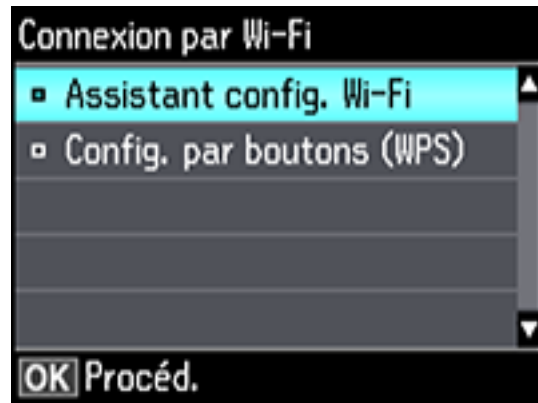 Connexion par Wi-Fi
Assistant config. Wi-Fi
Config. par boutons (WPS)
OK Procéd.